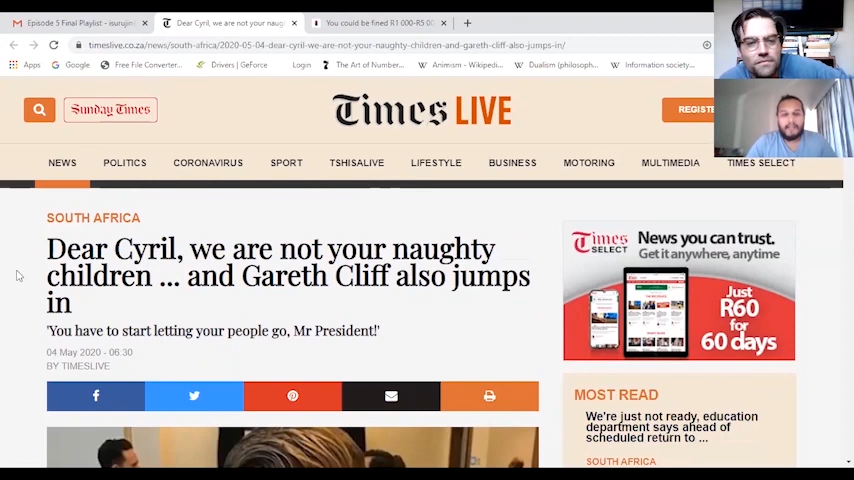 Episode 5 Final Playlist - isurujin
Dear Cyril, we are not your naug
You could be fined R1 000-R5 00
timeslive.co.za/news/south-africa/2020-05-04-dear-cyril-we-are-not-your-naughty-children-and-gareth-cliff-also-jumps-in/
Apps
Google
Free File Converter...
Drivers | GeForce
Login
The Art of Number...
Animism - Wikipedi...
Dualism (philosoph...
Information society...
Sunday Times
Times LIVE
REGISTE
NEWS
POLITICS
CORONAVIRUS
SPORT
TSHISALIVE
LIFESTYLE
BUSINESS
MOTORING
MULTIMEDIA
TIMES SELECT
SOUTH AFRICA
Dear Cyril, we are not your naughty
children ... and Gareth Cliff also jumps
in
'You have to start letting your people go, Mr President!'
04 May 2020 - 06:30
BY TIMESLIVE
Times
SELECT
News you can trust.
Get it anywhere, anytime
Just
R60
for
60 days
MOST READ
We're just not ready, education
department says ahead of
scheduled return to ...
SOUTH AFRICA